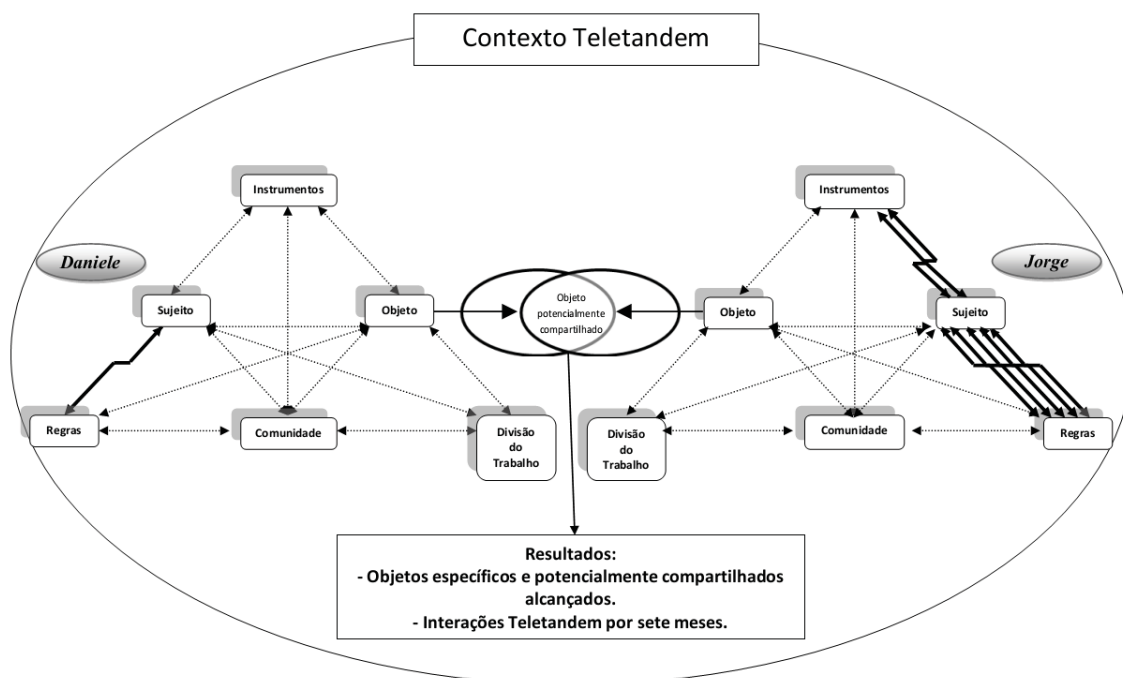 Contexto Teletandem
Instrumentos
Instrumentos
Daniele
Jorge
Sujeito
Objeto
Objeto
potencialmente
compartilhado
Objeto
Sujeito
Regras
Comunidade
Divisão
do
Trabalho
Divisão
do
Trabalho
Comunidade
Regras
Resultados:
- Objetos específicos e potencialmente compartilhados
alcançados.
- Interações Teletandem por sete meses.